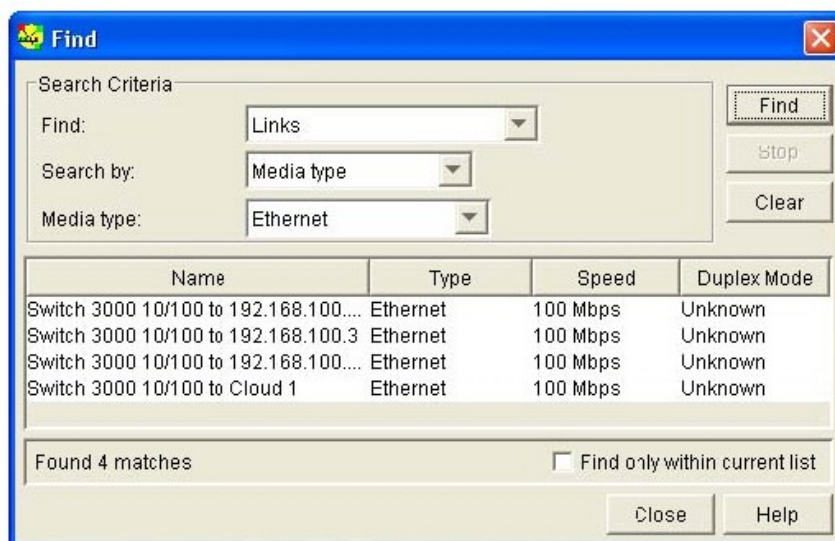 Find
Search Criteria
Find: Links
Search by: Media type
Media type: Ethernet
Find
Stop
Clear
Name Type Speed Duplex Mode
Switch 3000 10/100 to 192.168.100.... Ethernet 100 Mbps Unknown
Switch 3000 10/100 to 192.168.100.3 Ethernet 100 Mbps Unknown
Switch 3000 10/100 to 192.168.100.... Ethernet 100 Mbps Unknown
Switch 3000 10/100 to Cloud 1 Ethernet 100 Mbps Unknown
Found 4 matches Find only within current list
Close Help